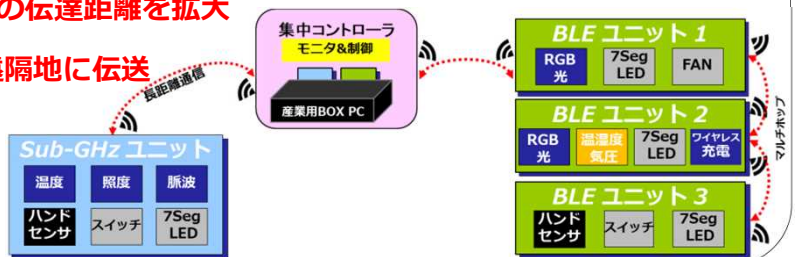 の伝達距離を拡大
隔地に伝送
長距離通信
集中コントローラ
モニタ&制御
産業用BOX PC
Sub-GHz ユニット
温度
照度
脈波
ハンド
センサ
スイッチ
7Seg
LED
BLE ユニット 1
RGB
光
7Seg
LED
FAN
BLE ユニット 2
RGB
光
温湿度
気圧
7Seg
LED
ワイヤレス
充電
BLE ユニット 3
ハンド
センサ
スイッチ
7Seg
LED
マルチホップ